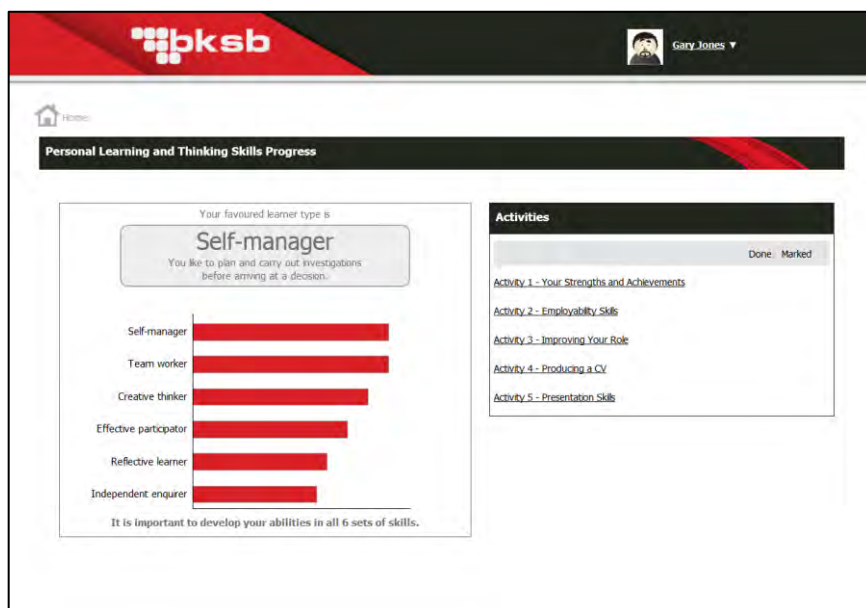 bksb
Gary Jones ▼
Home
Personal Learning and Thinking Skills Progress
Your favoured learner type is
Self-manager
You like to plan and carry out investigations
before arriving at a decision.
Self-manager
Team worker
Creative thinker
Effective participator
Reflective learner
Independent enquirer
It is important to develop your abilities in all 6 sets of skills.
Activities
Done Marked
Activity 1 - Your Strengths and Achievements
Activity 2 - Employability Skills
Activity 3 - Improving Your Role
Activity 4 - Producing a CV
Activity 5 - Presentation Skills